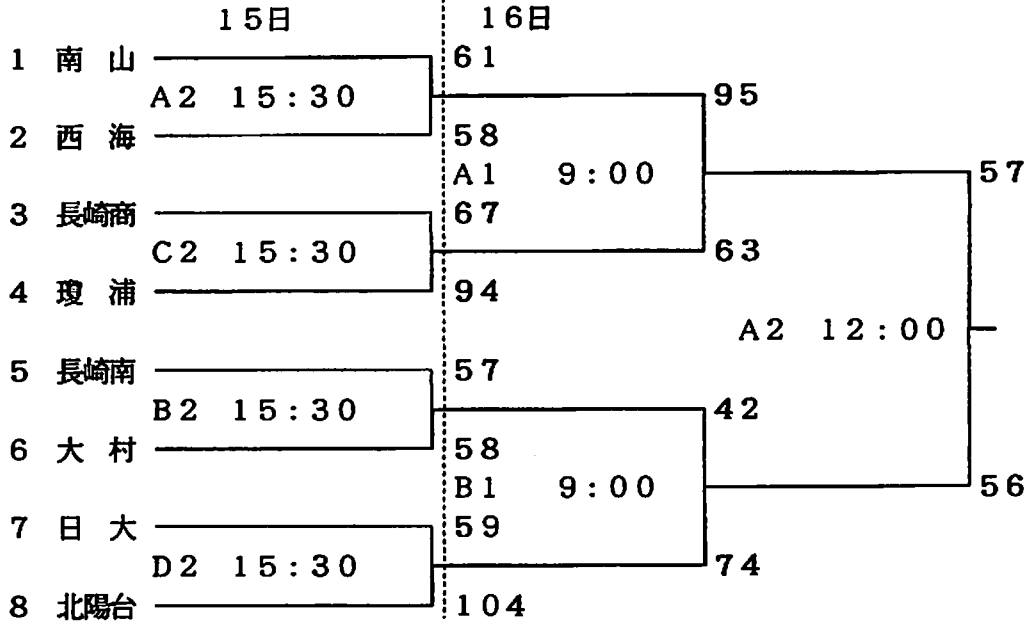 15日 16日
1 南 山 61
A2 15:30 95
2 西 海 58
A1 9:00 57
3 長崎商 67
C2 15:30 63
4 瓊 浦 94
A2 12:00
5 長崎南 57
B2 15:30 42
6 大 村 58
B1 9:00 56
7 日 大 59
D2 15:30 74
8 北陽台 104